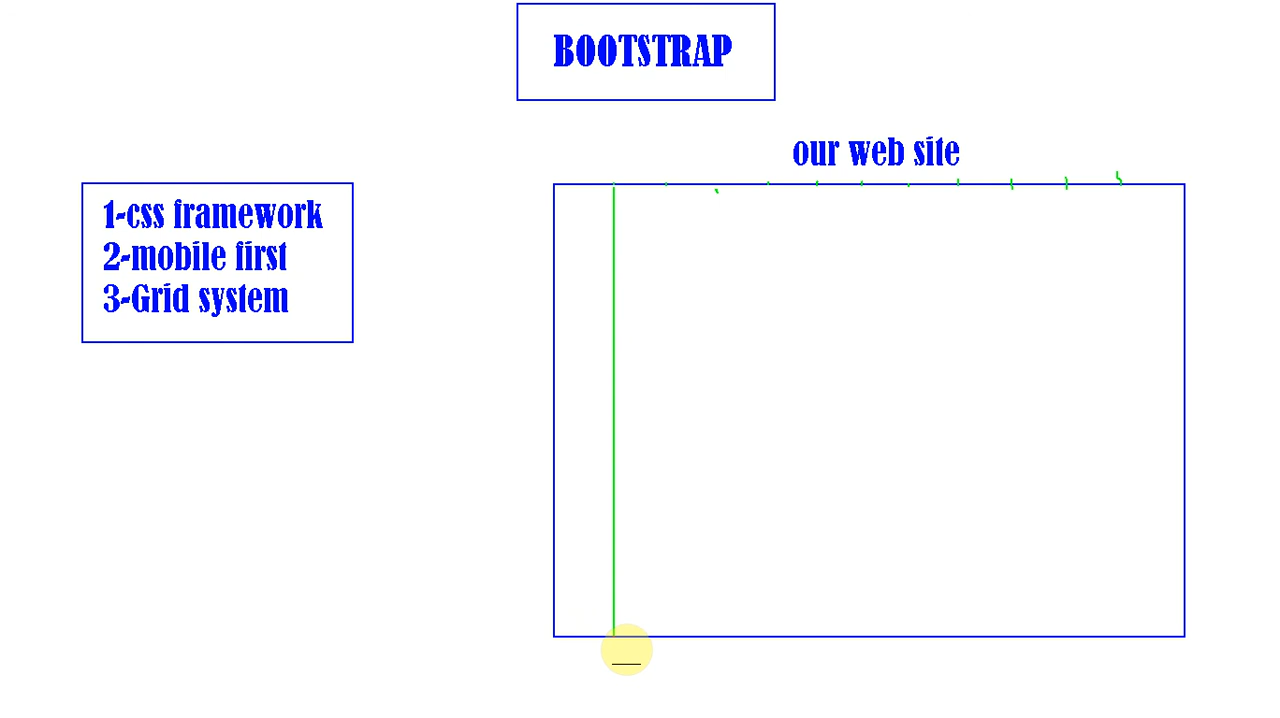 BOOTSTRAP
our web site
1-css framework
2-mobile first
3-Grid system